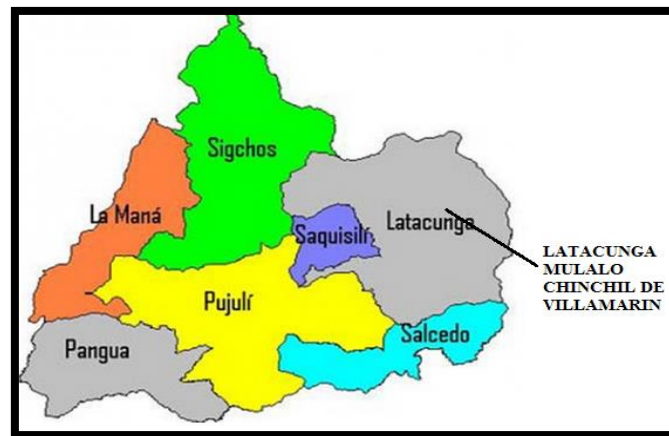 Sigchos
La Maná
Saquisilí
Latacunga
Pujulí
Salcedo
Pangua
LATACUNGA
MULALO
CHINCHIL DE
VILLAMARIN